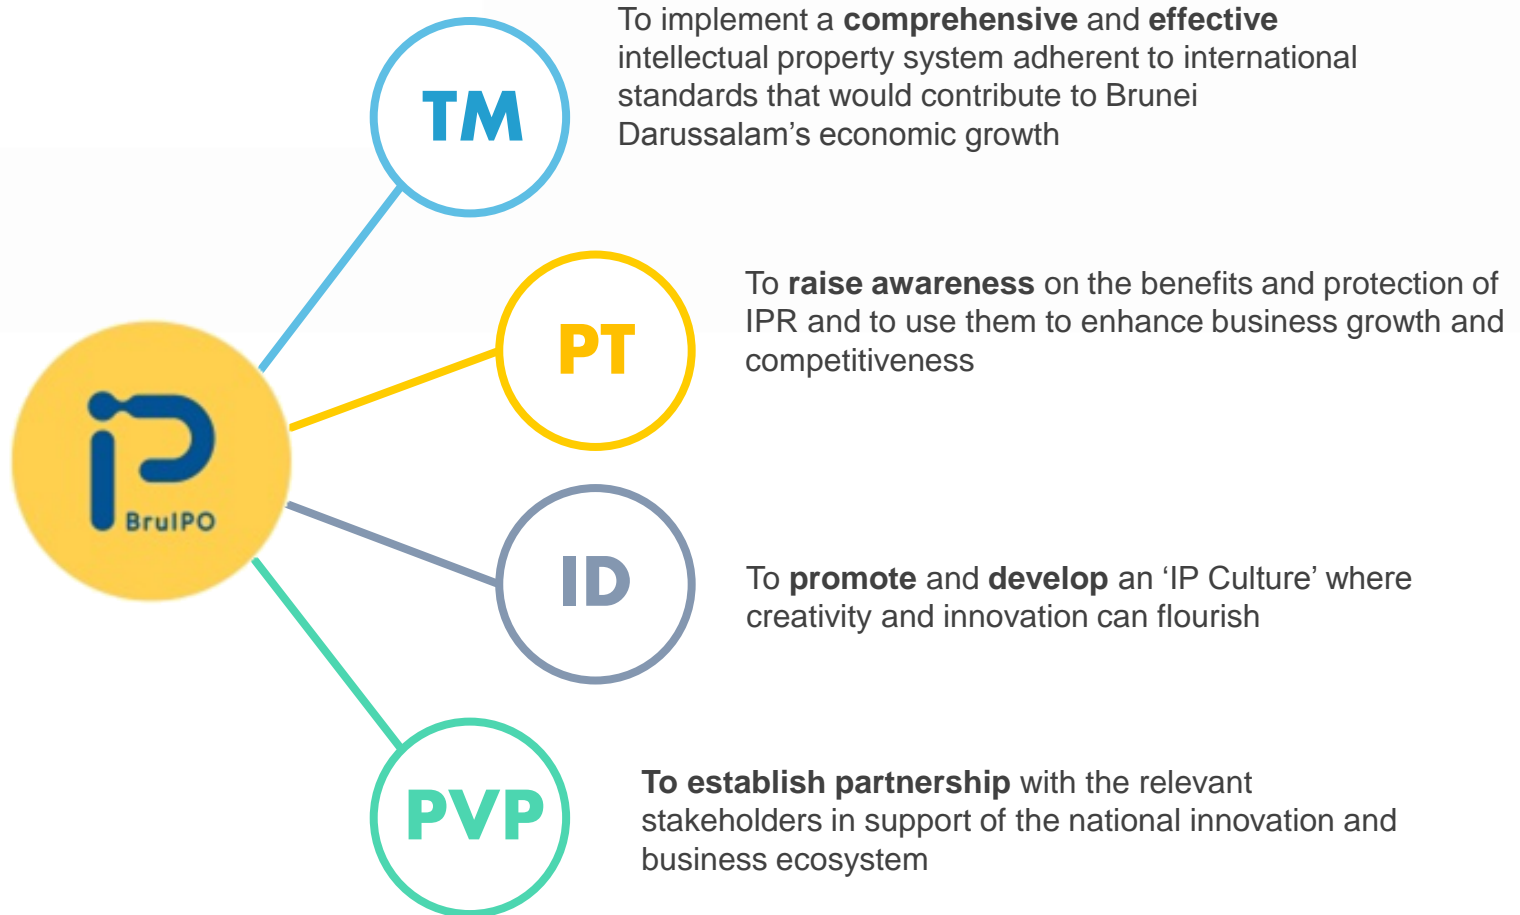 TM
To implement a comprehensive and effective
intellectual property system adherent to international
standards that would contribute to Brunei
Darussalam’s economic growth
PT
To raise awareness on the benefits and protection of
IPR and to use them to enhance business growth and
competitiveness
iP
BruIPO
ID
To promote and develop an ‘IP Culture’ where
creativity and innovation can flourish
PVP
To establish partnership with the relevant
stakeholders in support of the national innovation and
business ecosystem